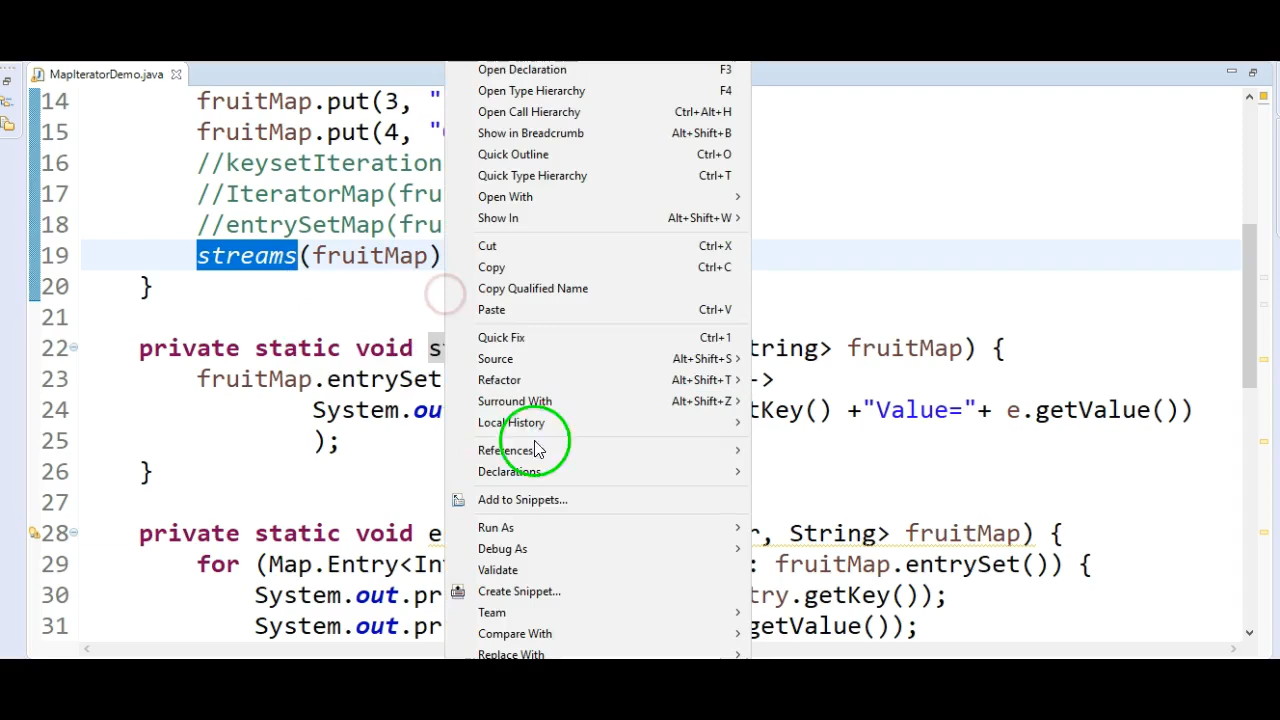 MapIteratorDemo.java
14 fruitMap.put(3, "
15 fruitMap.put(4, "
16 //keysetIteration
17 //IteratorMap(fru
18 //entrySetMap(fru
19 streams(fruitMap)
20 }
21
22 private static void s tring> fruitMap) {
23 fruitMap.entrySet ->
24 System.ou tKey() +"Value="+ e.getValue())
25 );
26 }
27
28 private static void e r, String> fruitMap) {
29 for (Map.Entry<In : fruitMap.entrySet()) {
30 System.out.pr try.getKey());
31 System.out.pr getValue());
Open Declaration F3
Open Type Hierarchy F4
Open Call Hierarchy Ctrl+Alt+H
Show in Breadcrumb Alt+Shift+B
Quick Outline Ctrl+O
Quick Type Hierarchy Ctrl+T
Open With
Show In Alt+Shift+W
Cut Ctrl+X
Copy Ctrl+C
Copy Qualified Name
Paste Ctrl+V
Quick Fix Ctrl+1
Source Alt+Shift+S
Refactor Alt+Shift+T
Surround With Alt+Shift+Z
Local History
References
Declarations
Add to Snippets...
Run As
Debug As
Validate
Create Snippet...
Team
Compare With
Replace With